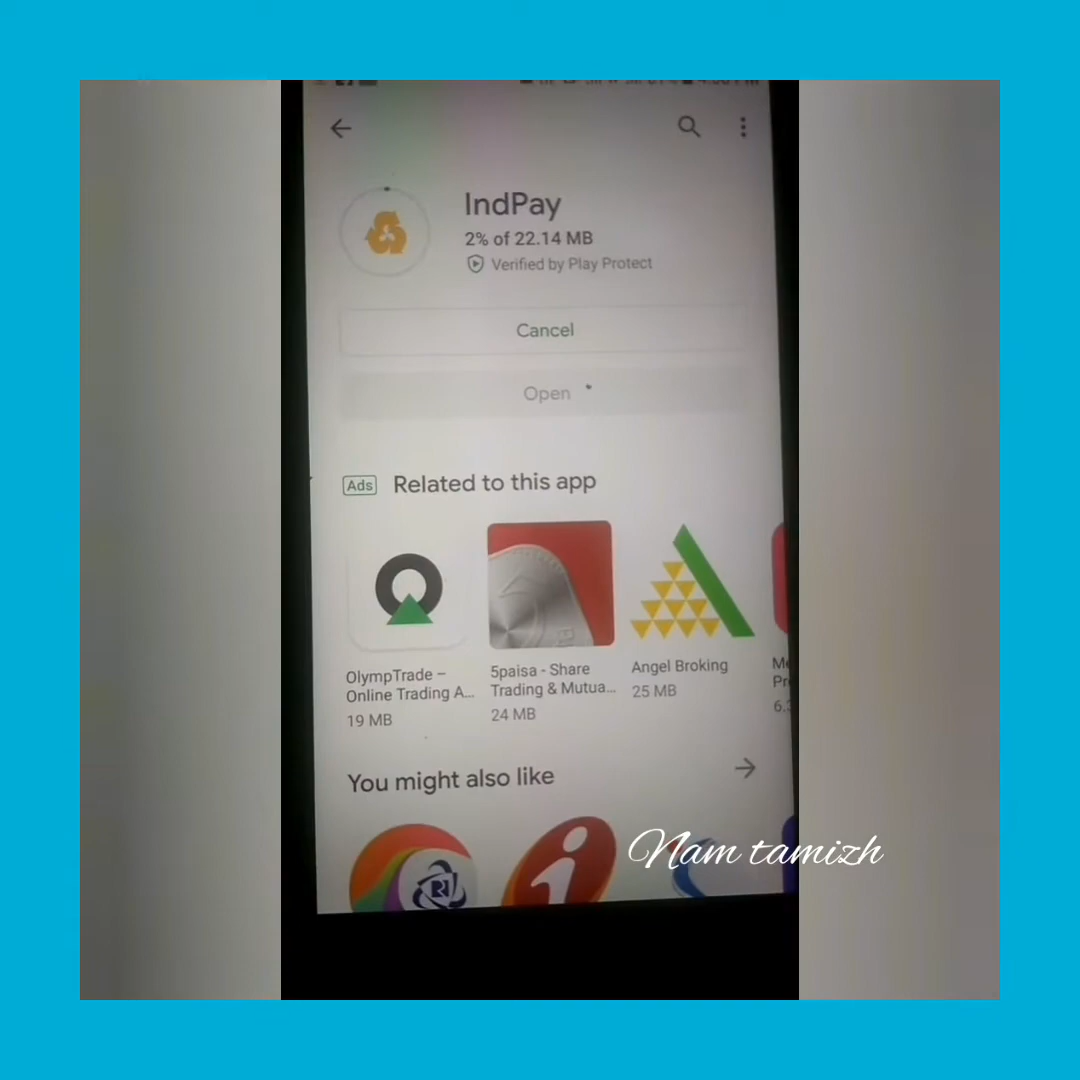 IndPay
2% of 22.14 MB
Verified by Play Protect
Cancel
Open
Ads Related to this app
OlympTrade –
Online Trading A...
19 MB
5paisa - Share
Trading & Mutua...
24 MB
Angel Broking
25 MB
You might also like
Nam tamizh